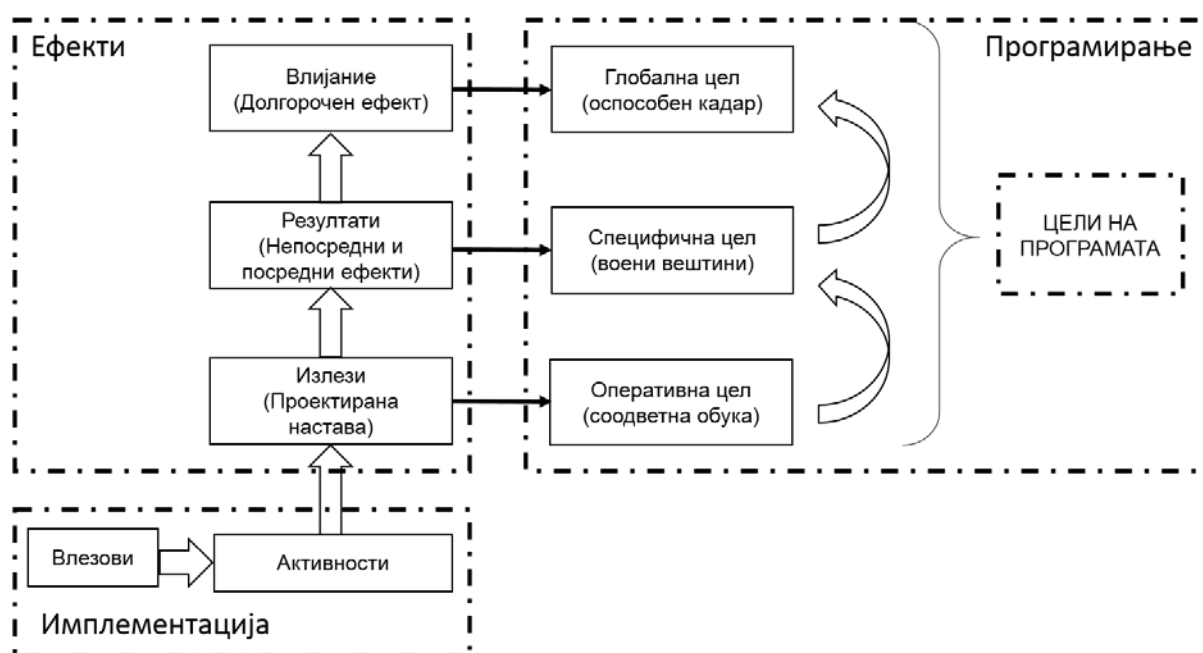 Ефекти
Влијание
(Долгорочен ефект)
Резултати
(Непосредни и
посредни ефекти)
Излези
(Проектирана
настава)
Програмирање
Глобална цел
(оспособен кадар)
Специфична цел
(воени вештини)
Оперативна цел
(соодветна обука)
ЦЕЛИ НА
ПРОГРАМАТА
Влезови
Активности
Имплементација